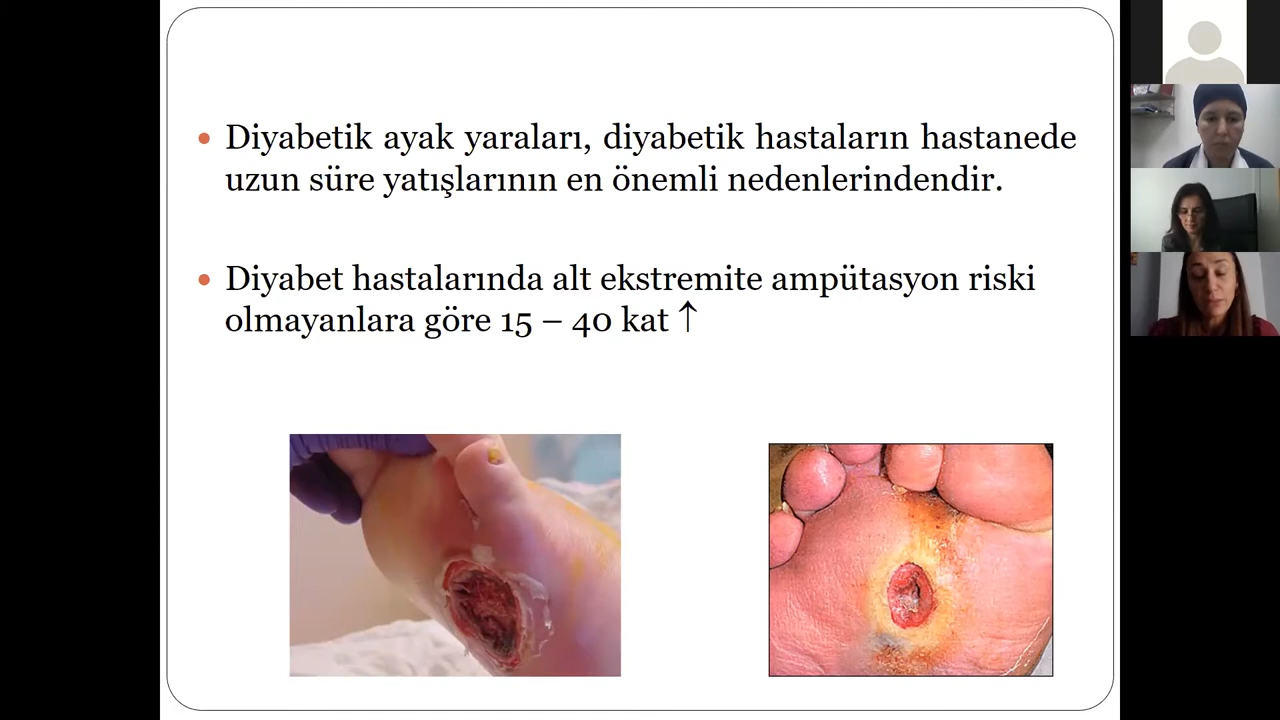 Diyabetik ayak yaraları, diyabetik hastaların hastanede
uzun süre yatışlarının en önemli nedenlerindendir.
Diyabet hastalarında alt ekstremite ampütasyon riski
olmayanlara göre 15 – 40 kat ↑